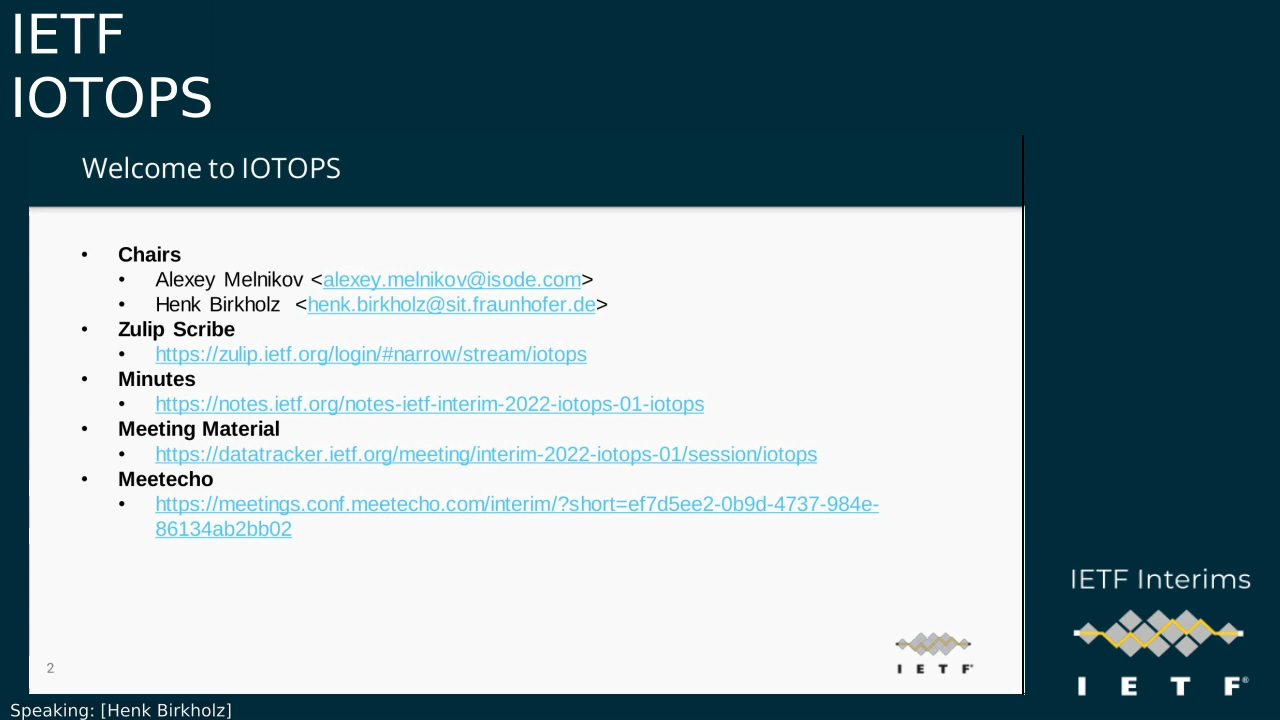 IETF
IOTOPS
Welcome to IOTOPS
• Chairs
• Alexey Melnikov <alexey.melnikov@isode.com>
• Henk Birkholz <henk.birkholz@sit.fraunhofer.de>
• Zulip Scribe
• https://zulip.ietf.org/login/#narrow/stream/iotops
• Minutes
• https://notes.ietf.org/notes-ietf-interim-2022-iotops-01-iotops
• Meeting Material
• https://datatracker.ietf.org/meeting/interim-2022-iotops-01/session/iotops
• Meetecho
• https://meetings.conf.meetecho.com/interim/?short=ef7d5ee2-0b9d-4737-984e-
86134ab2bb02
2
I E T F
IETF Interims
I E T F®
Speaking: [Henk Birkholz]